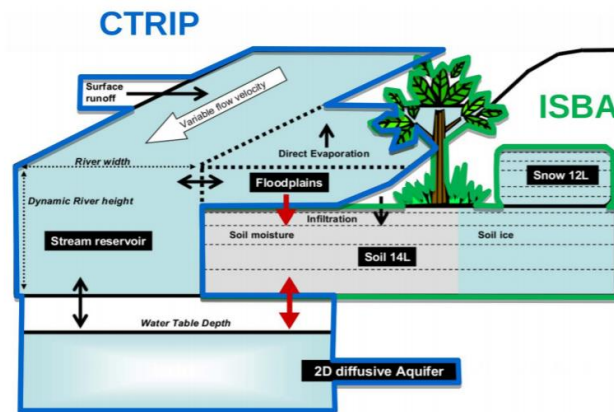 CTRIP
Surface
runoff
Variable flow velocity
ISBA
River width
Direct Evaporation
Dynamic River height
Floodplains
Snow 12L
Infiltration
Stream reservoir
Soil moisture
Soil ice
Soil 14L
Water Table Depth
2D diffusive Aquifer